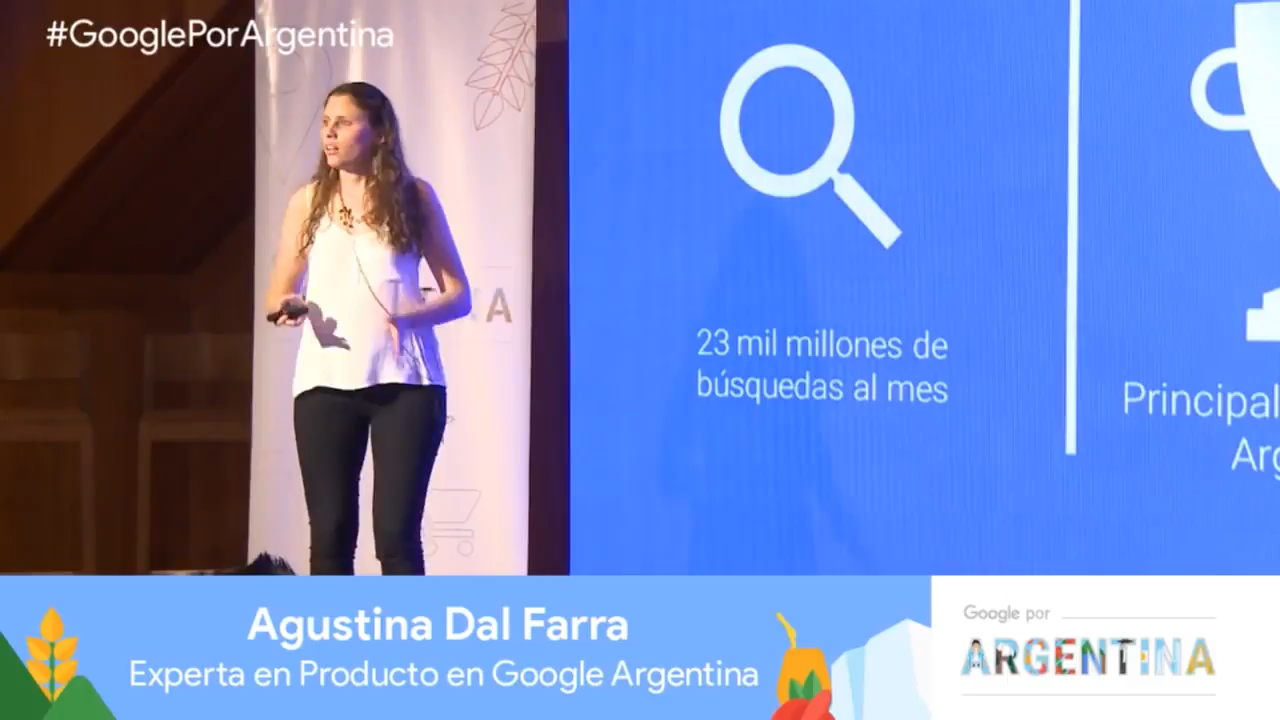 #GooglePorArgentina
NA
23 mil millones de
búsquedas al mes
Principal
Arg
Agustina Dal Farra
Experta en Producto en Google Argentina
Google por
ARGENTINA